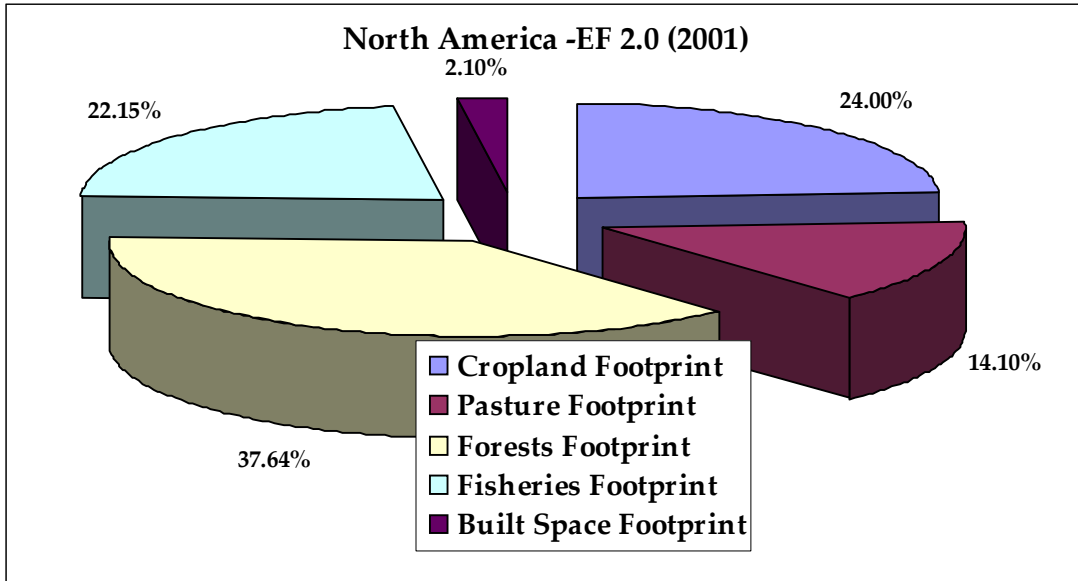 North America -EF 2.0 (2001)
2.10%
22.15%
24.00%
14.10%
37.64%
Cropland Footprint
Pasture Footprint
Forests Footprint
Fisheries Footprint
Built Space Footprint